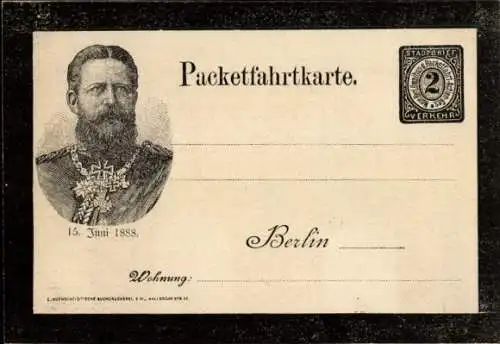 Packetfahrtkarte.
STADTBRIEF
2
VERKEHR
15. Juni 1888.
Berlin
Wohnung: